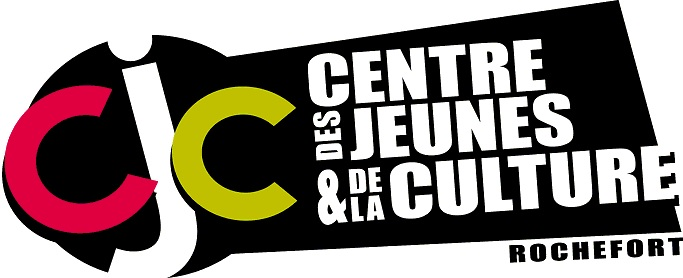 cjc
CENTRE
DES JEUNES
& DE LA CULTURE
ROCHEFORT